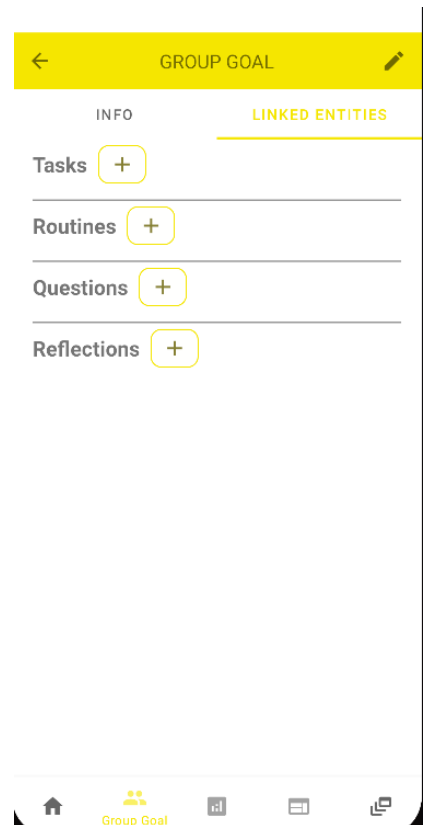 GROUP GOAL
INFO LINKED ENTITIES
Tasks +
Routines +
Questions +
Reflections +
Group Goal